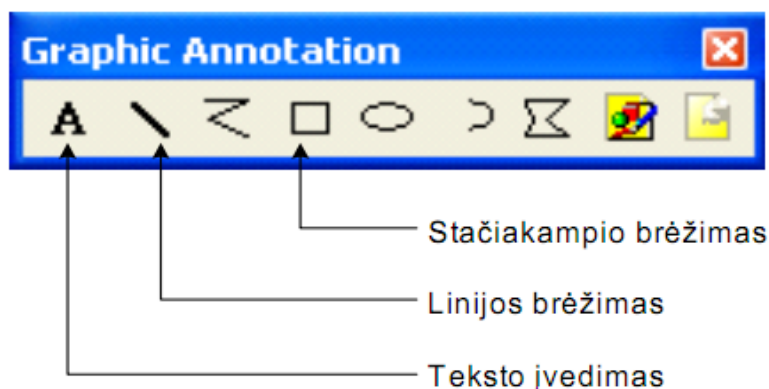 Graphic Annotation
A
Stačiakampio brėžimas
Linijos brėžimas
Teksto įvedimas